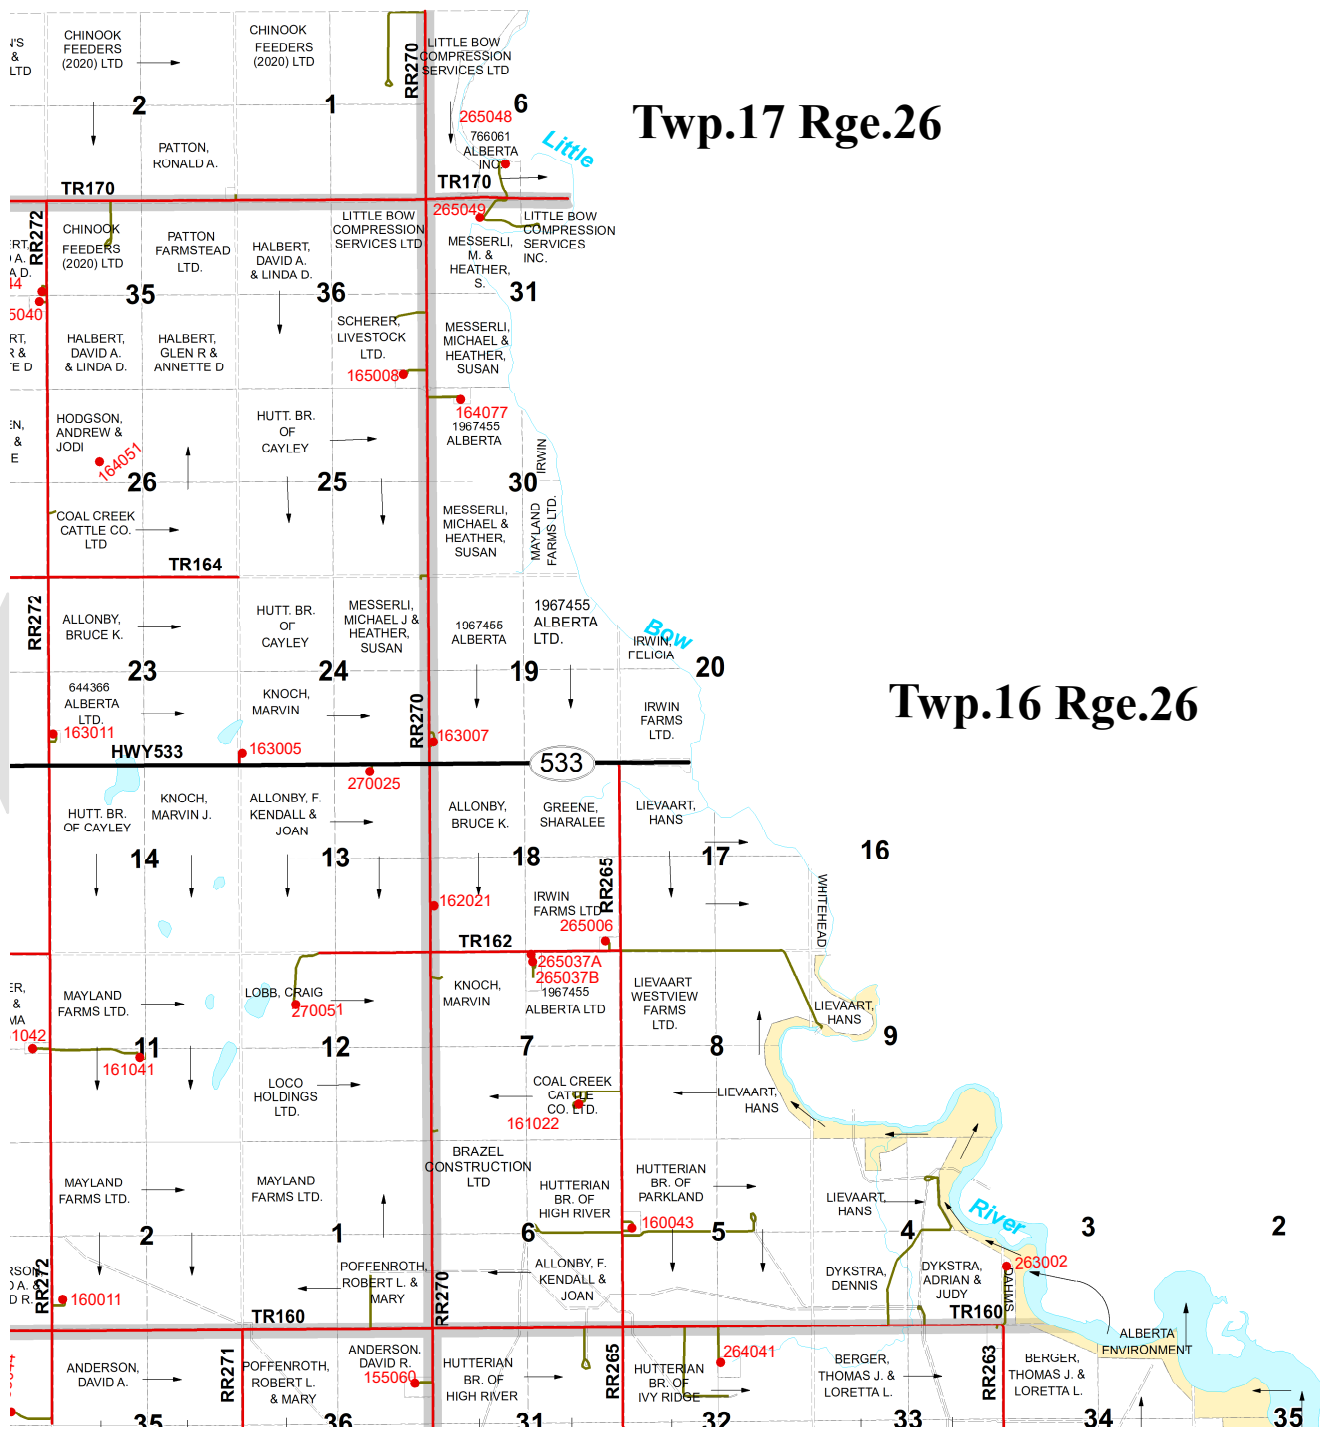 CHINOOK
FEEDERS
(2020) LTD
CHINOOK
FEEDERS
(2020) LTD
RR270
LITTLE BOW
COMPRESSION
SERVICES LTD
&
LTD
2
1
6
265048
Twp.17 Rge.26
Little
766061
ALBERTA
INC
PATTON,
RONALD A.
TR170
TR170
265049
RR272
CHINOOK
FEEDERS
(2020) LTD
PATTON
FARMSTEAD
LTD.
HALBERT,
DAVID A.
& LINDA D.
LITTLE BOW
COMPRESSION
SERVICES LTD
MESSERLI,
M. &
HEATHER,
S.
LITTLE BOW
COMPRESSION
SERVICES
INC.
35
36
31
5040
HALBERT,
DAVID A.
& LINDA D.
HALBERT,
GLEN R &
ANNETTE D
SCHERER,
LIVESTOCK
LTD.
165008
MESSERLI,
MICHAEL &
HEATHER,
SUSAN
164077
1967455
ALBERTA
HODGSON,
ANDREW &
JODI
164051
HUTT. BR.
OF
CAYLEY
IRWIN
26
25
30
COAL CREEK
CATTLE CO.
LTD
MESSERLI,
MICHAEL &
HEATHER,
SUSAN
MAYLAND
FARMS LTD.
TR164
RR272
ALLONBY,
BRUCE K.
HUTT. BR.
OF
CAYLEY
MESSERLI,
MICHAEL J &
HEATHER,
SUSAN
1967455
ALBERTA
1967455
ALBERTA
LTD.
Bow
IRWIN,
FELICIA
23
24
19
20
644366
ALBERTA
LTD.
163011
KNOCH,
MARVIN
RR270
IRWIN
FARMS
LTD.
Twp.16 Rge.26
HWY533
163005
163007
533
270025
HUTT. BR.
OF CAYLEY
KNOCH,
MARVIN J.
ALLONBY, F.
KENDALL &
JOAN
ALLONBY,
BRUCE K.
GREENE,
SHARALEE
LIEVAART,
HANS
14
13
18
17
16
RR265
162021
IRWIN
FARMS LTD
265006
WHITEHEAD
TR162
265037A
265037B
MAYLAND
FARMS LTD.
LOBB, CRAIG
270051
KNOCH,
MARVIN
1967455
ALBERTA LTD
LIEVAART
WESTVIEW
FARMS
LTD.
LIEVAART,
HANS
1042
11
12
7
8
9
161041
LOCO
HOLDINGS
LTD.
COAL CREEK
CATTLE
CO. LTD.
161022
LIEVAART,
HANS
MAYLAND
FARMS LTD.
MAYLAND
FARMS LTD.
BRAZEL
CONSTRUCTION
LTD
HUTTERIAN
BR. OF
HIGH RIVER
HUTTERIAN
BR. OF
PARKLAND
160043
LIEVAART,
HANS
River
2
1
6
5
4
3
2
RR272
160011
POFFENROTH,
ROBERT L. &
MARY
RR270
ALLONBY, F.
KENDALL &
JOAN
DYKSTRA,
DENNIS
DYKSTRA,
ADRIAN &
JUDY
DAHMS
263002
TR160
TR160
ALBERTA
ENVIRONMENT
ANDERSON,
DAVID A.
RR271
POFFENROTH,
ROBERT L.
& MARY
ANDERSON.
DAVID R.
155060
HUTTERIAN
BR. OF
HIGH RIVER
RR265
HUTTERIAN
BR. OF
IVY RIDGE
264041
BERGER,
THOMAS J. &
LORETTA L.
RR263
BERGER,
THOMAS J. &
LORETTA L.
35
36
31
32
33
34
35